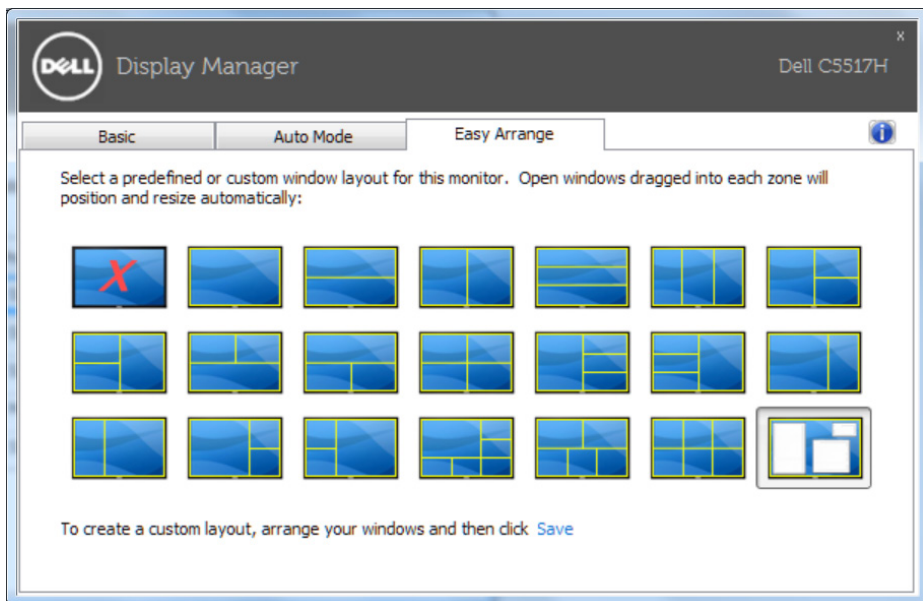 x
DELL Display Manager Dell C5517H
Basic Auto Mode Easy Arrange i
Select a predefined or custom window layout for this monitor. Open windows dragged into each zone will
position and resize automatically:
X
To create a custom layout, arrange your windows and then click Save